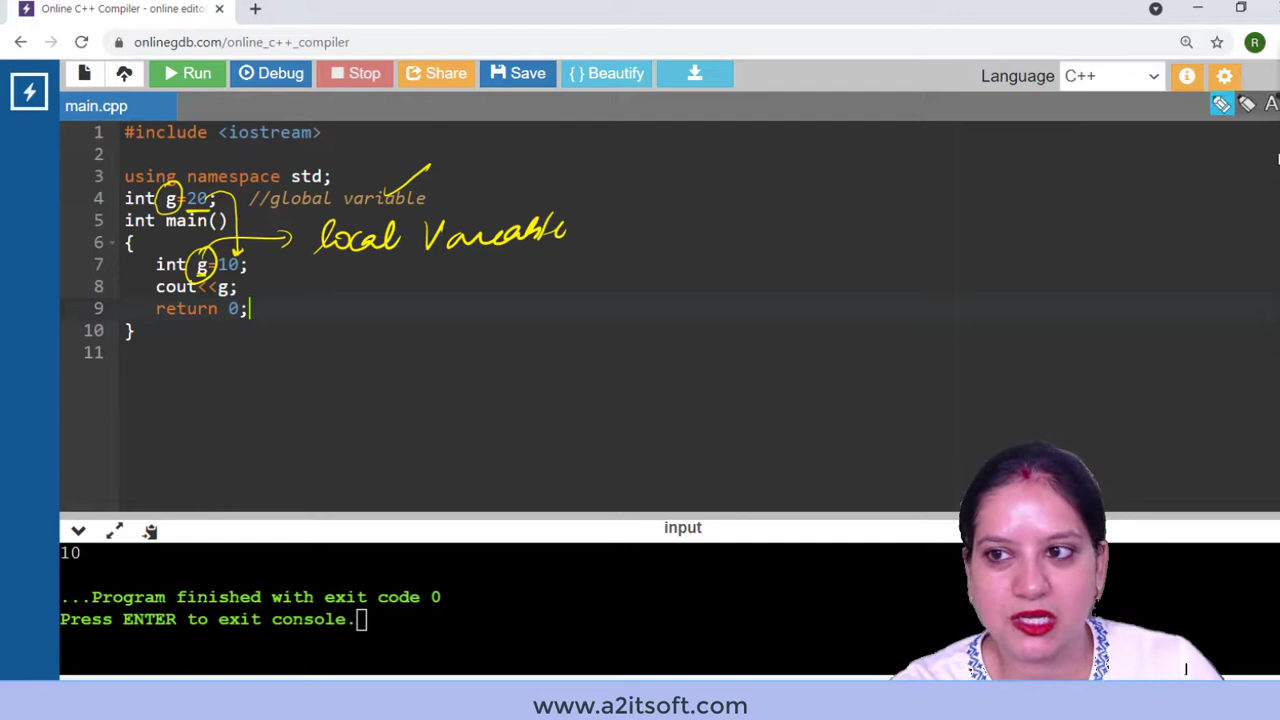 Online C++ Compiler - online edito
onlinegdb.com/online_c++_compiler
R
Run
Debug
Stop
Share
Save
{ } Beautify
Language
C++
main.cpp
A
1 #include <iostream>
2
3 using namespace std;
4 int g=20; //global variable
5 int main()
6 {
local Variable
7 int g=10;
8 cout<<g;
9 return 0;
10 }
11
input
10
...Program finished with exit code 0
Press ENTER to exit console.
www.a2itsoft.com